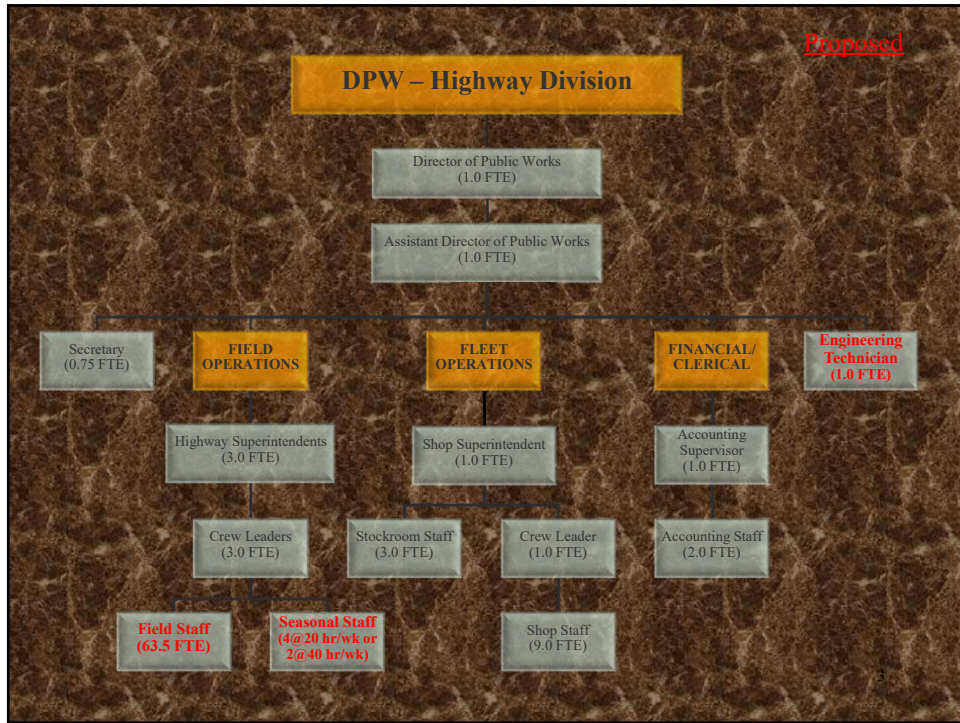 Proposed
DPW – Highway Division
Director of Public Works
(1.0 FTE)
Assistant Director of Public Works
(1.0 FTE)
Secretary
(0.75 FTE)
FIELD
OPERATIONS
FLEET
OPERATIONS
FINANCIAL/
CLERICAL
Engineering
Technician
(1.0 FTE)
Highway Superintendents
(3.0 FTE)
Shop Superintendent
(1.0 FTE)
Accounting
Supervisor
(1.0 FTE)
Crew Leaders
(3.0 FTE)
Stockroom Staff
(3.0 FTE)
Crew Leader
(1.0 FTE)
Accounting Staff
(2.0 FTE)
Field Staff
(63.5 FTE)
Seasonal Staff
(4@20 hr/wk or
2@40 hr/wk)
Shop Staff
(9.0 FTE)
3